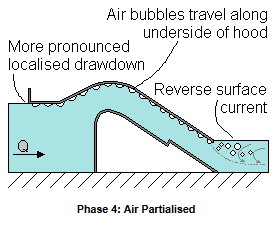 Air bubbles travel along
underside of hood
More pronounced
localised drawdown
Reverse surface
current
Q
Phase 4: Air Partialised